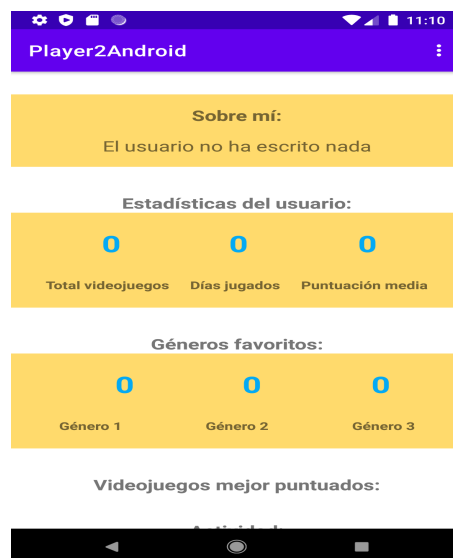 11:10
Player2Android
Sobre mí:
El usuario no ha escrito nada
Estadísticas del usuario:
0 0 0
Total videojuegos Días jugados Puntuación media
Géneros favoritos:
0 0 0
Género 1 Género 2 Género 3
Videojuegos mejor puntuados: